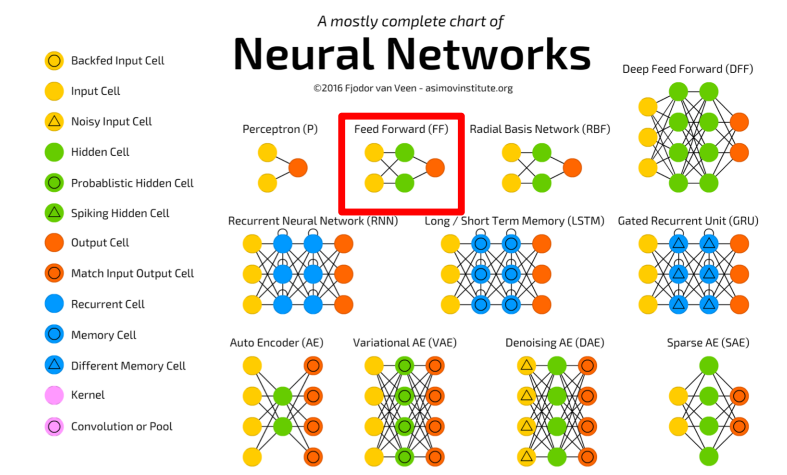 A mostly complete chart of
Neural Networks
©2016 Fjodor van Veen - asimovinstitute.org
Backfed Input Cell
Input Cell
Noisy Input Cell
Hidden Cell
Probablistic Hidden Cell
Spiking Hidden Cell
Output Cell
Match Input Output Cell
Recurrent Cell
Memory Cell
Different Memory Cell
Kernel
Convolution or Pool
Perceptron (P)
Feed Forward (FF)
Radial Basis Network (RBF)
Deep Feed Forward (DFF)
Recurrent Neural Network (RNN)
Long / Short Term Memory (LSTM)
Gated Recurrent Unit (GRU)
Auto Encoder (AE)
Variational AE (VAE)
Denoising AE (DAE)
Sparse AE (SAE)